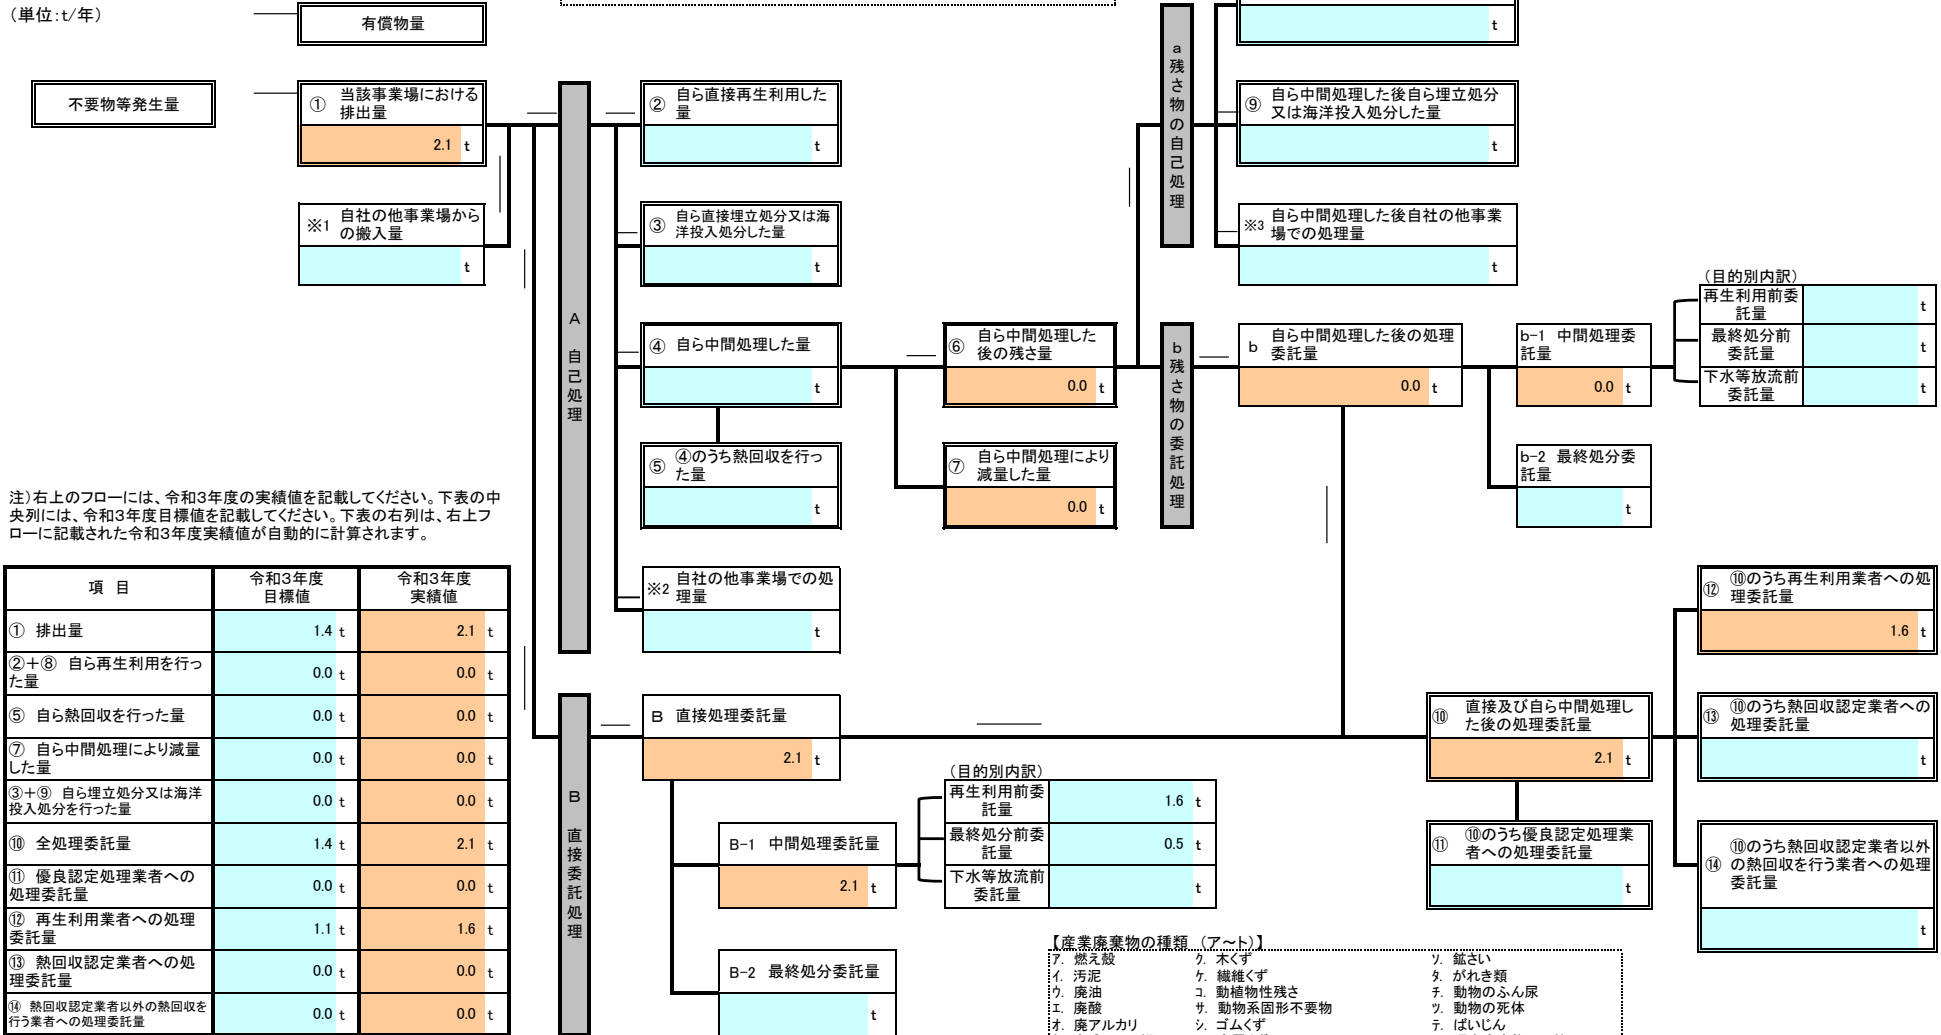 （単位:t/年）
有償物量
t
不要物等発生量
① 当該事業場における
排出量
2.1 t
※1 自社の他事業場から
の搬入量
t
A 自己処理
② 自ら直接再生利用した
量
t
③ 自ら直接埋立処分又は海
洋投入処分した量
t
④ 自ら中間処理した量
t
⑤ ④のうち熱回収を行っ
た量
t
※2 自社の他事業場での処
理量
t
⑥ 自ら中間処理した
後の残さ量
0.0 t
⑦ 自ら中間処理により
減量した量
0.0 t
a 残さ物の自己処理
⑨ 自ら中間処理した後自ら埋立処分
又は海洋投入処分した量
t
※3 自ら中間処理した後自社の他事業
場での処理量
t
b 残さ物の委託処理
b 自ら中間処理した後の処理
委託量
0.0 t
b-1 中間処理委
託量
0.0 t
b-2 最終処分委
託量
t
（目的別内訳）
再生利用前委
託量
t
最終処分前
委託量
t
下水等放流前
委託量
t
注）右上のフローには、令和3年度の実績値を記載してください。下表の中
央列には、令和3年度目標値を記載してください。下表の右列は、右上フ
ローに記載された令和3年度実績値が自動的に計算されます。
項 目 令和3年度 目標値 令和3年度 実績値
① 排出量 1.4 t 2.1 t
②＋⑧ 自ら再生利用を行っ
た量 0.0 t 0.0 t
⑤ 自ら熱回収を行った量 0.0 t 0.0 t
⑦ 自ら中間処理により減量
した量 0.0 t 0.0 t
③＋⑨ 自ら埋立処分又は海洋
投入処分を行った量 0.0 t 0.0 t
⑩ 全処理委託量 1.4 t 2.1 t
⑪ 優良認定処理業者への
処理委託量 0.0 t 0.0 t
⑫ 再生利用業者への処理
委託量 1.1 t 1.6 t
⑬ 熱回収認定業者への処
理委託量 0.0 t 0.0 t
⑭ 熱回収認定業者以外の熱回収を
行う業者への処理委託量 0.0 t 0.0 t
B 直接委託処理
B 直接処理委託量
2.1 t
B-1 中間処理委託量
2.1 t
B-2 最終処分委託量
t
（目的別内訳）
再生利用前委
託量
1.6 t
最終処分前委
託量
0.5 t
下水等放流前
委託量
t
⑩ 直接及び自ら中間処理し
た後の処理委託量
2.1 t
⑪ ⑩のうち優良認定処理業
者への処理委託量
t
⑫ ⑩のうち再生利用業者への処
理委託量
1.6 t
⑬ ⑩のうち熱回収認定業者への
処理委託量
t
⑭ ⑩のうち熱回収認定業者以外
の熱回収を行う業者への処理
委託量
t
【産業廃棄物の種類 （ア～ト）】
ア. 燃え殻 ク. 木くず ソ. 鉱さい
イ. 汚泥 ケ. 繊維くず タ. がれき類
ウ. 廃油 コ. 動植物性残さ チ. 動物のふん尿
エ. 廃酸 サ. 動物系固形不要物 ツ. 動物の死体
オ. 廃アルカリ シ. ゴムくず テ. ばいじん